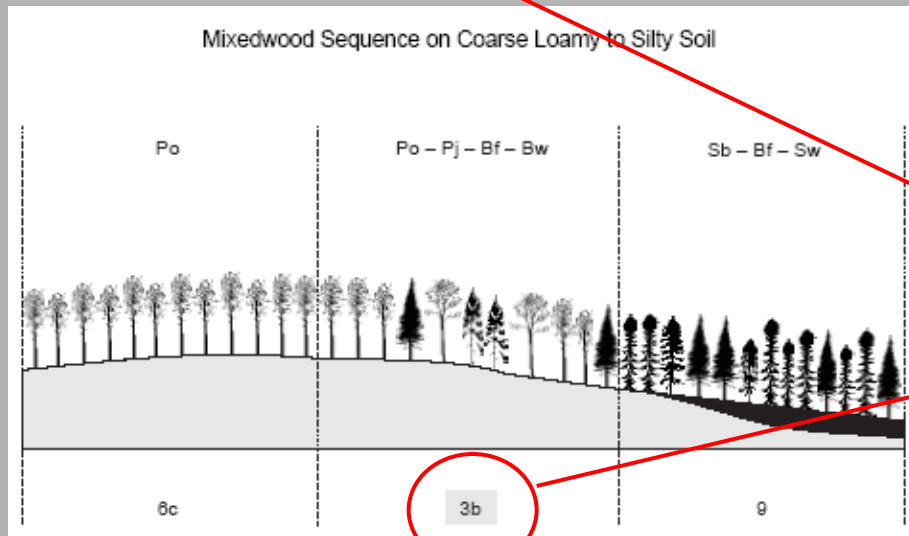 Mixedwood Sequence on Coarse Loamy to Silty Soil
Po
Po – Pj – Bf – Bw
Sb – Bf – Sw
6c
3b
9